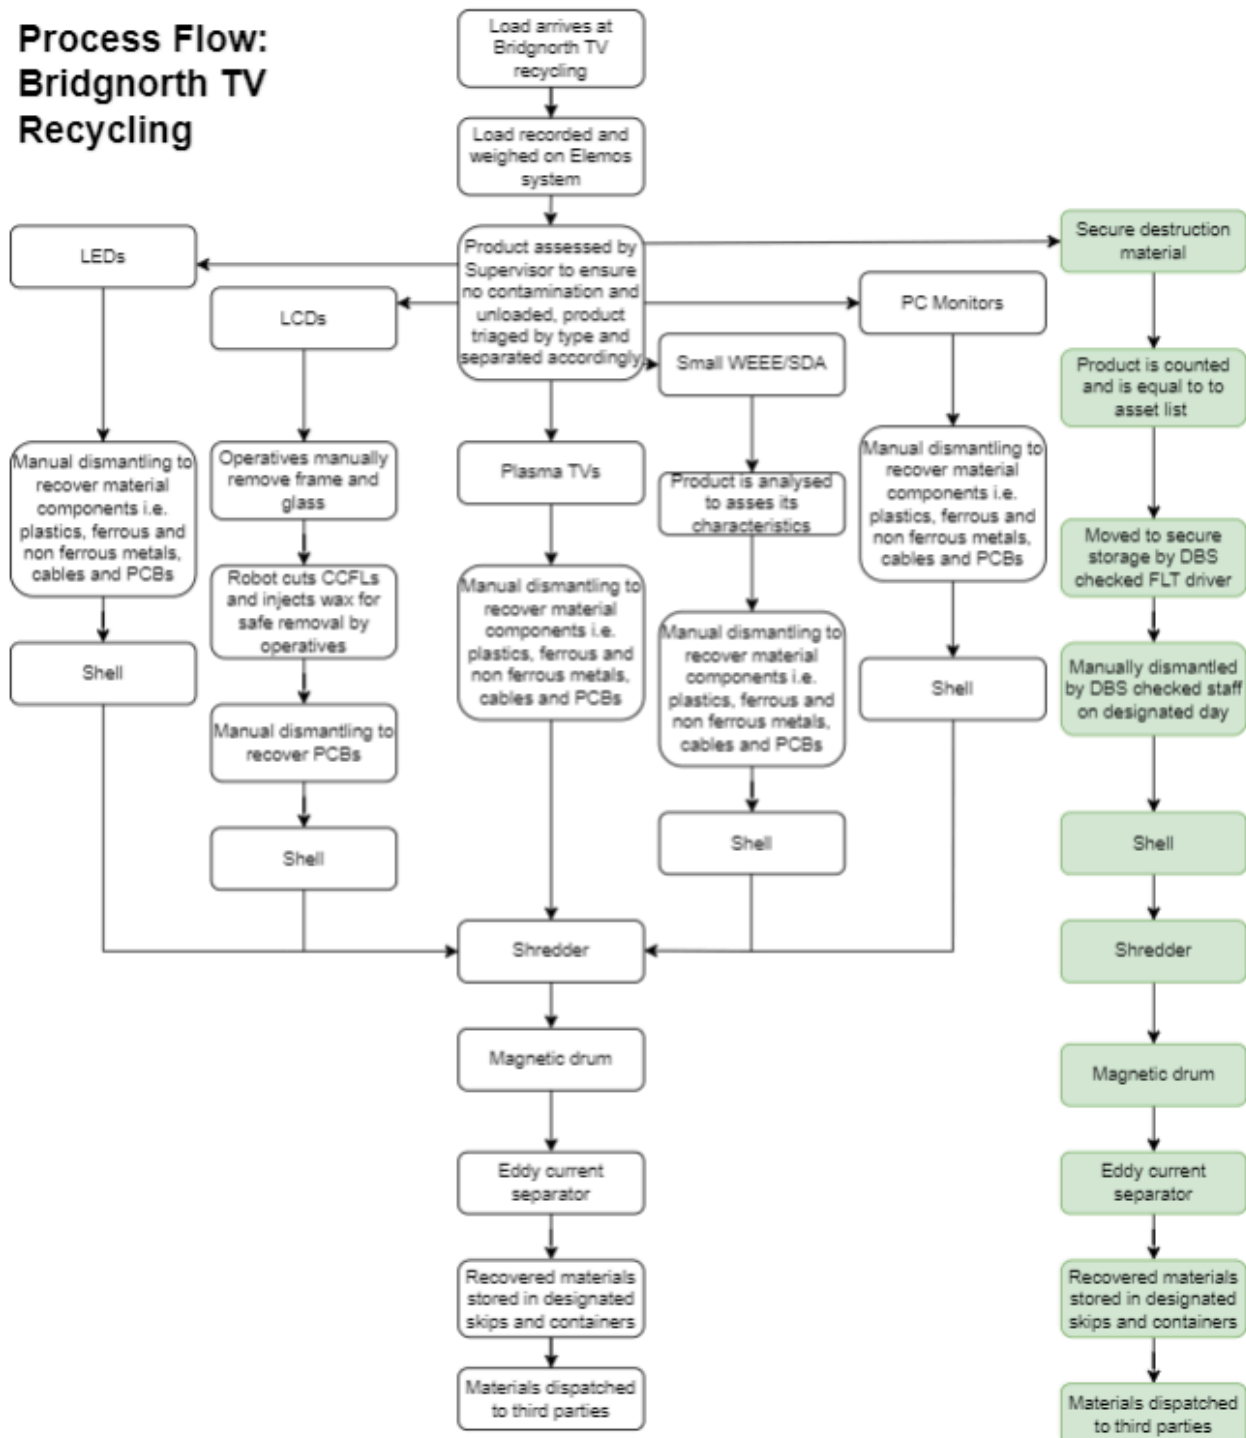 Process Flow:
Bridgnorth TV
Recycling
Load arrives at
Bridgnorth TV
recycling
Load recorded and
weighed on Elemos
system
Product assessed by
Supervisor to ensure
no contamination and
unloaded, product
triaged by type and
separated accordingly
LEDs
Manual dismantling to
recover material
components i.e.
plastics, ferrous and
non ferrous metals,
cables and PCBs
Shell
LCDs
Operatives manually
remove frame and
glass
Robot cuts CCFLs
and injects wax for
safe removal by
operatives
Manual dismantling to
recover PCBs
Shell
Plasma TVs
Manual dismantling to
recover material
components i.e.
plastics, ferrous and
non ferrous metals,
cables and PCBs
Small WEEE/SDA
Product is analysed
to asses its
characteristics
Manual dismantling to
recover material
components i.e.
plastics, ferrous and
non ferrous metals,
cables and PCBs
Shell
PC Monitors
Manual dismantling to
recover material
components i.e.
plastics, ferrous and
non ferrous metals,
cables and PCBs
Shell
Shredder
Magnetic drum
Eddy current
separator
Recovered materials
stored in designated
skips and containers
Materials dispatched
to third parties
Secure destruction
material
Product is counted
and is equal to to
asset list
Moved to secure
storage by DBS
checked FLT driver
Manually dismantled
by DBS checked staff
on designated day
Shell
Shredder
Magnetic drum
Eddy current
separator
Recovered materials
stored in designated
skips and containers
Materials dispatched
to third parties